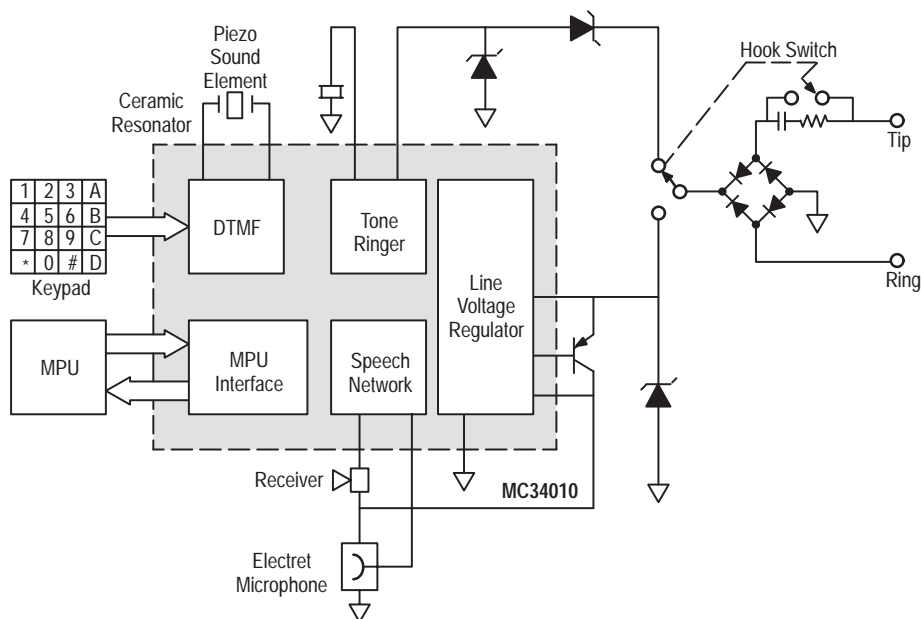 Piezo
Sound
Element
Ceramic
Resonator
Hook Switch
Tip
Ring
1 2 3 A
4 5 6 B
7 8 9 C
* 0 # D
Keypad
DTMF
Tone
Ringer
Line
Voltage
Regulator
MPU
MPU
Interface
Speech
Network
Receiver
MC34010
Electret
Microphone